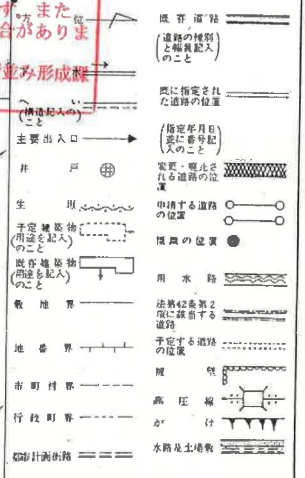 す。また
合がありま
並み形成課
方位
へい
(構造記入の
こと)
主要出入口
井戸
生垣
予定建築物
(用途を記入)
のこと
既存建築物
(用途を記入)
のこと
敷地界
地番界
市町村界
行政町界
都市計画街路
既存道路
(道路の種別
と幅員記入
のこと)
既に指定され
た道路の位置
(指定年月日
並に番号記
入のこと)
変更・廃止さ
れる道路の位
置
申請する道路
の位置
標識の位置
用水路
法第42条第2
項に該当する
道路
予定する道路
の位置
擁壁
高圧線
がけ
水路足土場敷